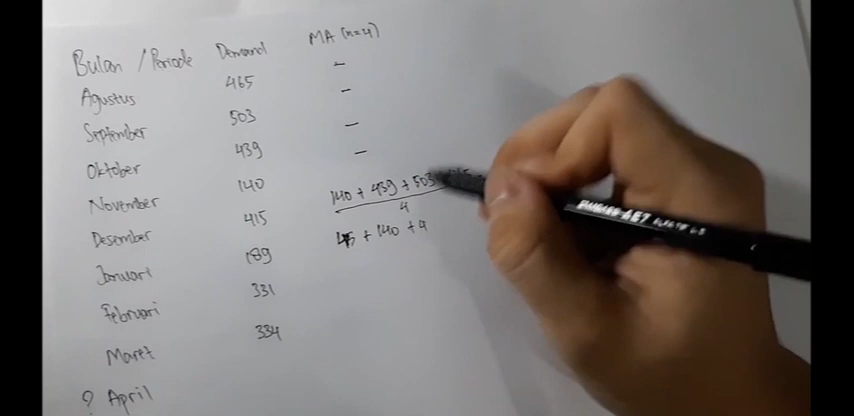 Bulan / Periode Demand MA (n=4)
Agustus 465 -
September 503 -
Oktober 439 -
November 140 -
Desember 415 140 + 439 + 503
4
Januari 189 + 140 + 4
Februari 331
Maret 334
? April